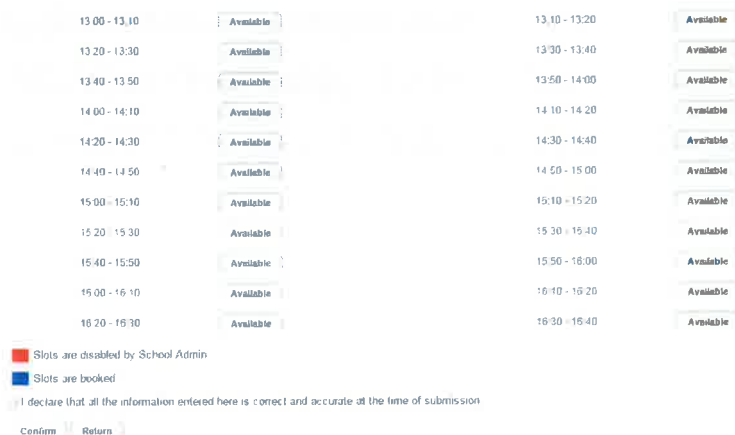 13:00 - 13:10 Available 13:10 - 13:20 Available
13:20 - 13:30 Available 13:30 - 13:40 Available
13:40 - 13:50 Available 13:50 - 14:00 Available
14:00 - 14:10 Available 14:10 - 14:20 Available
14:20 - 14:30 Available 14:30 - 14:40 Available
14:40 - 14:50 Available 14:50 - 15:00 Available
15:00 - 15:10 Available 15:10 - 15:20 Available
15:20 - 15:30 Available 15:30 - 15:40 Available
15:40 - 15:50 Available 15:50 - 16:00 Available
16:00 - 16:10 Available 16:10 - 16:20 Available
16:20 - 16:30 Available 16:30 - 16:40 Available
Slots are disabled by School Admin
Slots are booked
I declare that all the information entered here is correct and accurate at the time of submission
Confirm Return